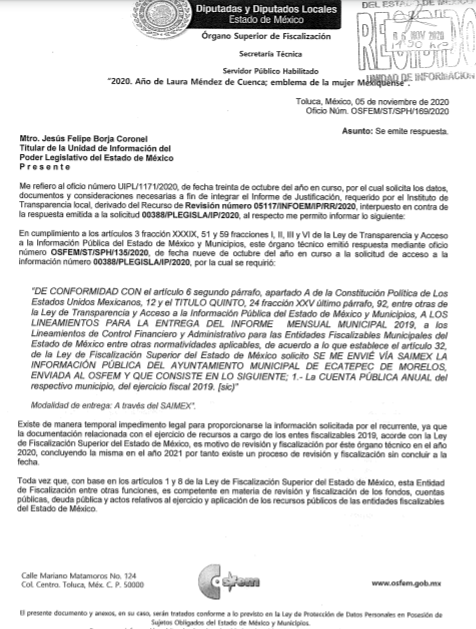 Diputadas y Diputados Locales
Estado de México
Órgano Superior de Fiscalización
Secretaria Técnica
Servidor Público Habilitado
"2020. Año de Laura Méndez de Cuenca; emblema de la mujer Mexiquense".
RECIBIDO
NOV 2020
UNIDAD DE INFORMACION
Toluca, México, 05 de noviembre de 2020
Oficio Núm. OSFEM/ST/SPH/169/2020
Asunto: Se emite respuesta.
Mtro. Jesús Felipe Borja Coronel
Titular de la Unidad de Información del
Poder Legislativo del Estado de México
P r e s e n t e
Me refiero al oficio número UIPL/1171/2020, de fecha treinta de octubre del año en curso, por el cual solicita los datos,
documentos y consideraciones necesarias a fin de integrar el Informe de Justificación, requerido por el Instituto de
Transparencia local, derivado del Recurso de Revisión número 05117/INFOEM/IP/RR/2020, interpuesto en contra de
la respuesta emitida a la solicitud 00388/PLEGISLA/IP/2020, al respecto me permito informar lo siguiente:
En cumplimiento a los artículos 3 fracción XXXIX, 51 y 59 fracciones I, II, III y VI de la Ley de Transparencia y Acceso
a la Información Pública del Estado de México y Municipios, este órgano técnico emitió respuesta mediante oficio
número OSFEM/ST/SPH/135/2020, de fecha nueve de octubre del año en curso a la solicitud de acceso a la
información número 00388/PLEGISLA/IP/2020, por la cual se requirió:
"DE CONFORMIDAD CON el artículo 6 segundo párrafo, apartado A de la Constitución Política de Los
Estados Unidos Mexicanos, 12 y el TITULO QUINTO, 24 fracción XXV último párrafo, 92, entre otros de
la Ley de Transparencia y Acceso a la Información Pública del Estado de México y Municipios, A LOS
LINEAMIENTOS PARA LA ENTREGA DEL INFORME MENSUAL MUNICIPAL 2019, a los
Lineamientos de Control Financiero y Administrativo para las Entidades Fiscalizables Municipales del
Estado de México entre otras normatividades aplicables, de acuerdo a lo que establece el artículo 32,
de la Ley de Fiscalización Superior del Estado de México solicito SE ME ENVIÉ VÍA SAIMEX LA
INFORMACIÓN PÚBLICA DEL AYUNTAMIENTO MUNICIPAL DE ECATEPEC DE MORELOS,
ENVIADA AL OSFEM Y QUE CONSISTE EN LO SIGUIENTE; 1.- La CUENTA PÚBLICA ANUAL del
respectivo municipio, del ejercicio fiscal 2019. [sic)"
Modalidad de entrega: A través del SAIMEX".
Existe de manera temporal impedimento legal para proporcionarse la información solicitada por el recurrente, ya que
la documentación relacionada con el ejercicio de recursos a cargo de los entes fiscalizables 2019, acorde con la Ley
de Fiscalización Superior del Estado de México, es motivo de revisión y fiscalización por éste órgano técnico en el año
2020, concluyendo la misma en el año 2021 por tanto existe un proceso de revisión y fiscalización sin concluir a la
fecha.
Toda vez que, con base en los artículos 1 y 8 de la Ley de Fiscalización Superior del Estado de México, esta Entidad
de Fiscalización entre otras funciones, es competente en materia de revisión y fiscalización de los fondos, cuentas
públicas, deuda pública y actos relativos al ejercicio y aplicación de los recursos públicos de las entidades fiscalizables
del Estado de México.
Calle Mariano Matamoros No. 124
Col. Centro. Toluca, Méx. C. P. 50000
osfem
www.osfem.gob.mx
El presente documento y anexos, en su caso, serán tratados conforme a lo previsto en la Ley de Protección de Datos Personales en Posesión de
Sujetos Obligados del Estado de México y Municipios.